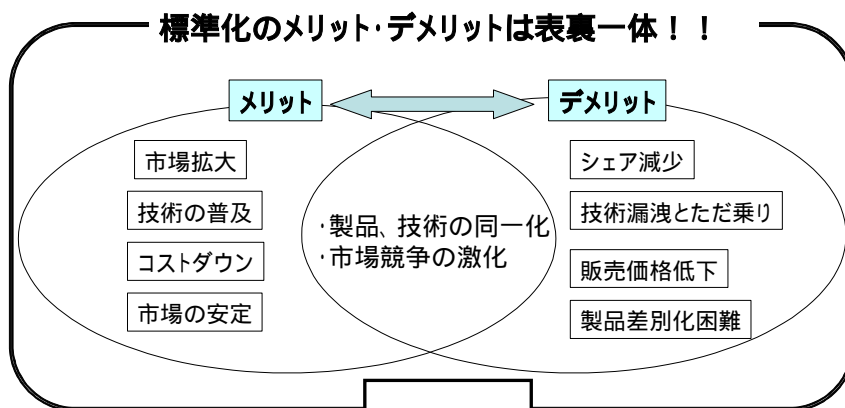 標準化のメリット・デメリットは表裏一体！！
メリット
デメリット
市場拡大
技術の普及
コストダウン
市場の安定
・製品、技術の同一化
・市場競争の激化
シェア減少
技術漏洩とただ乗り
販売価格低下
製品差別化困難